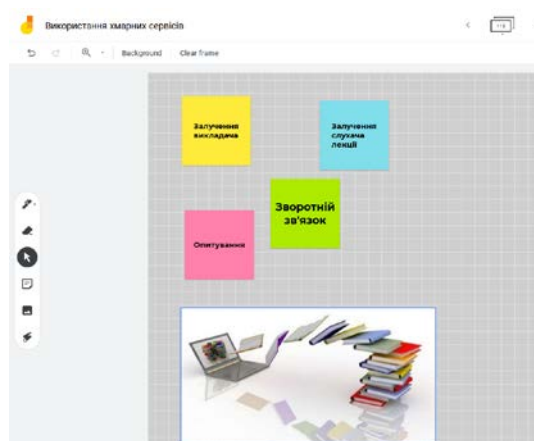 Використання хмарних сервісів
Background
Clear frame
Залучення
викладача
Залучення
слухача
лекції
Зворотній
зв'язок
Опитування